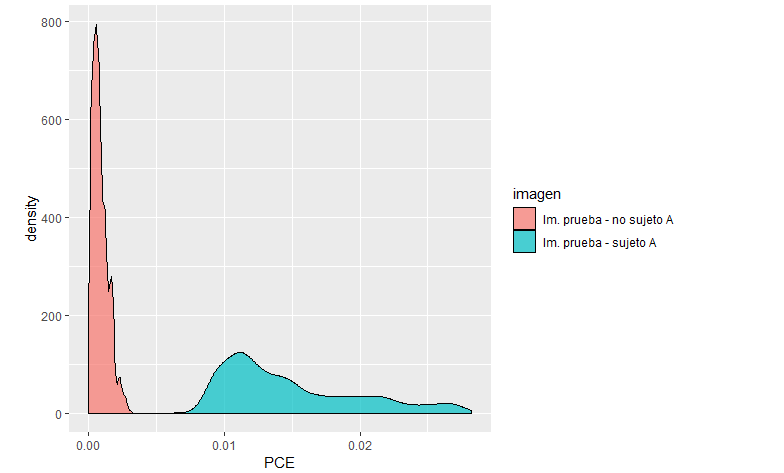 800
600
400
200
0
density
0.00
0.01
0.02
PCE
imagen
Im. prueba - no sujeto A
Im. prueba - sujeto A